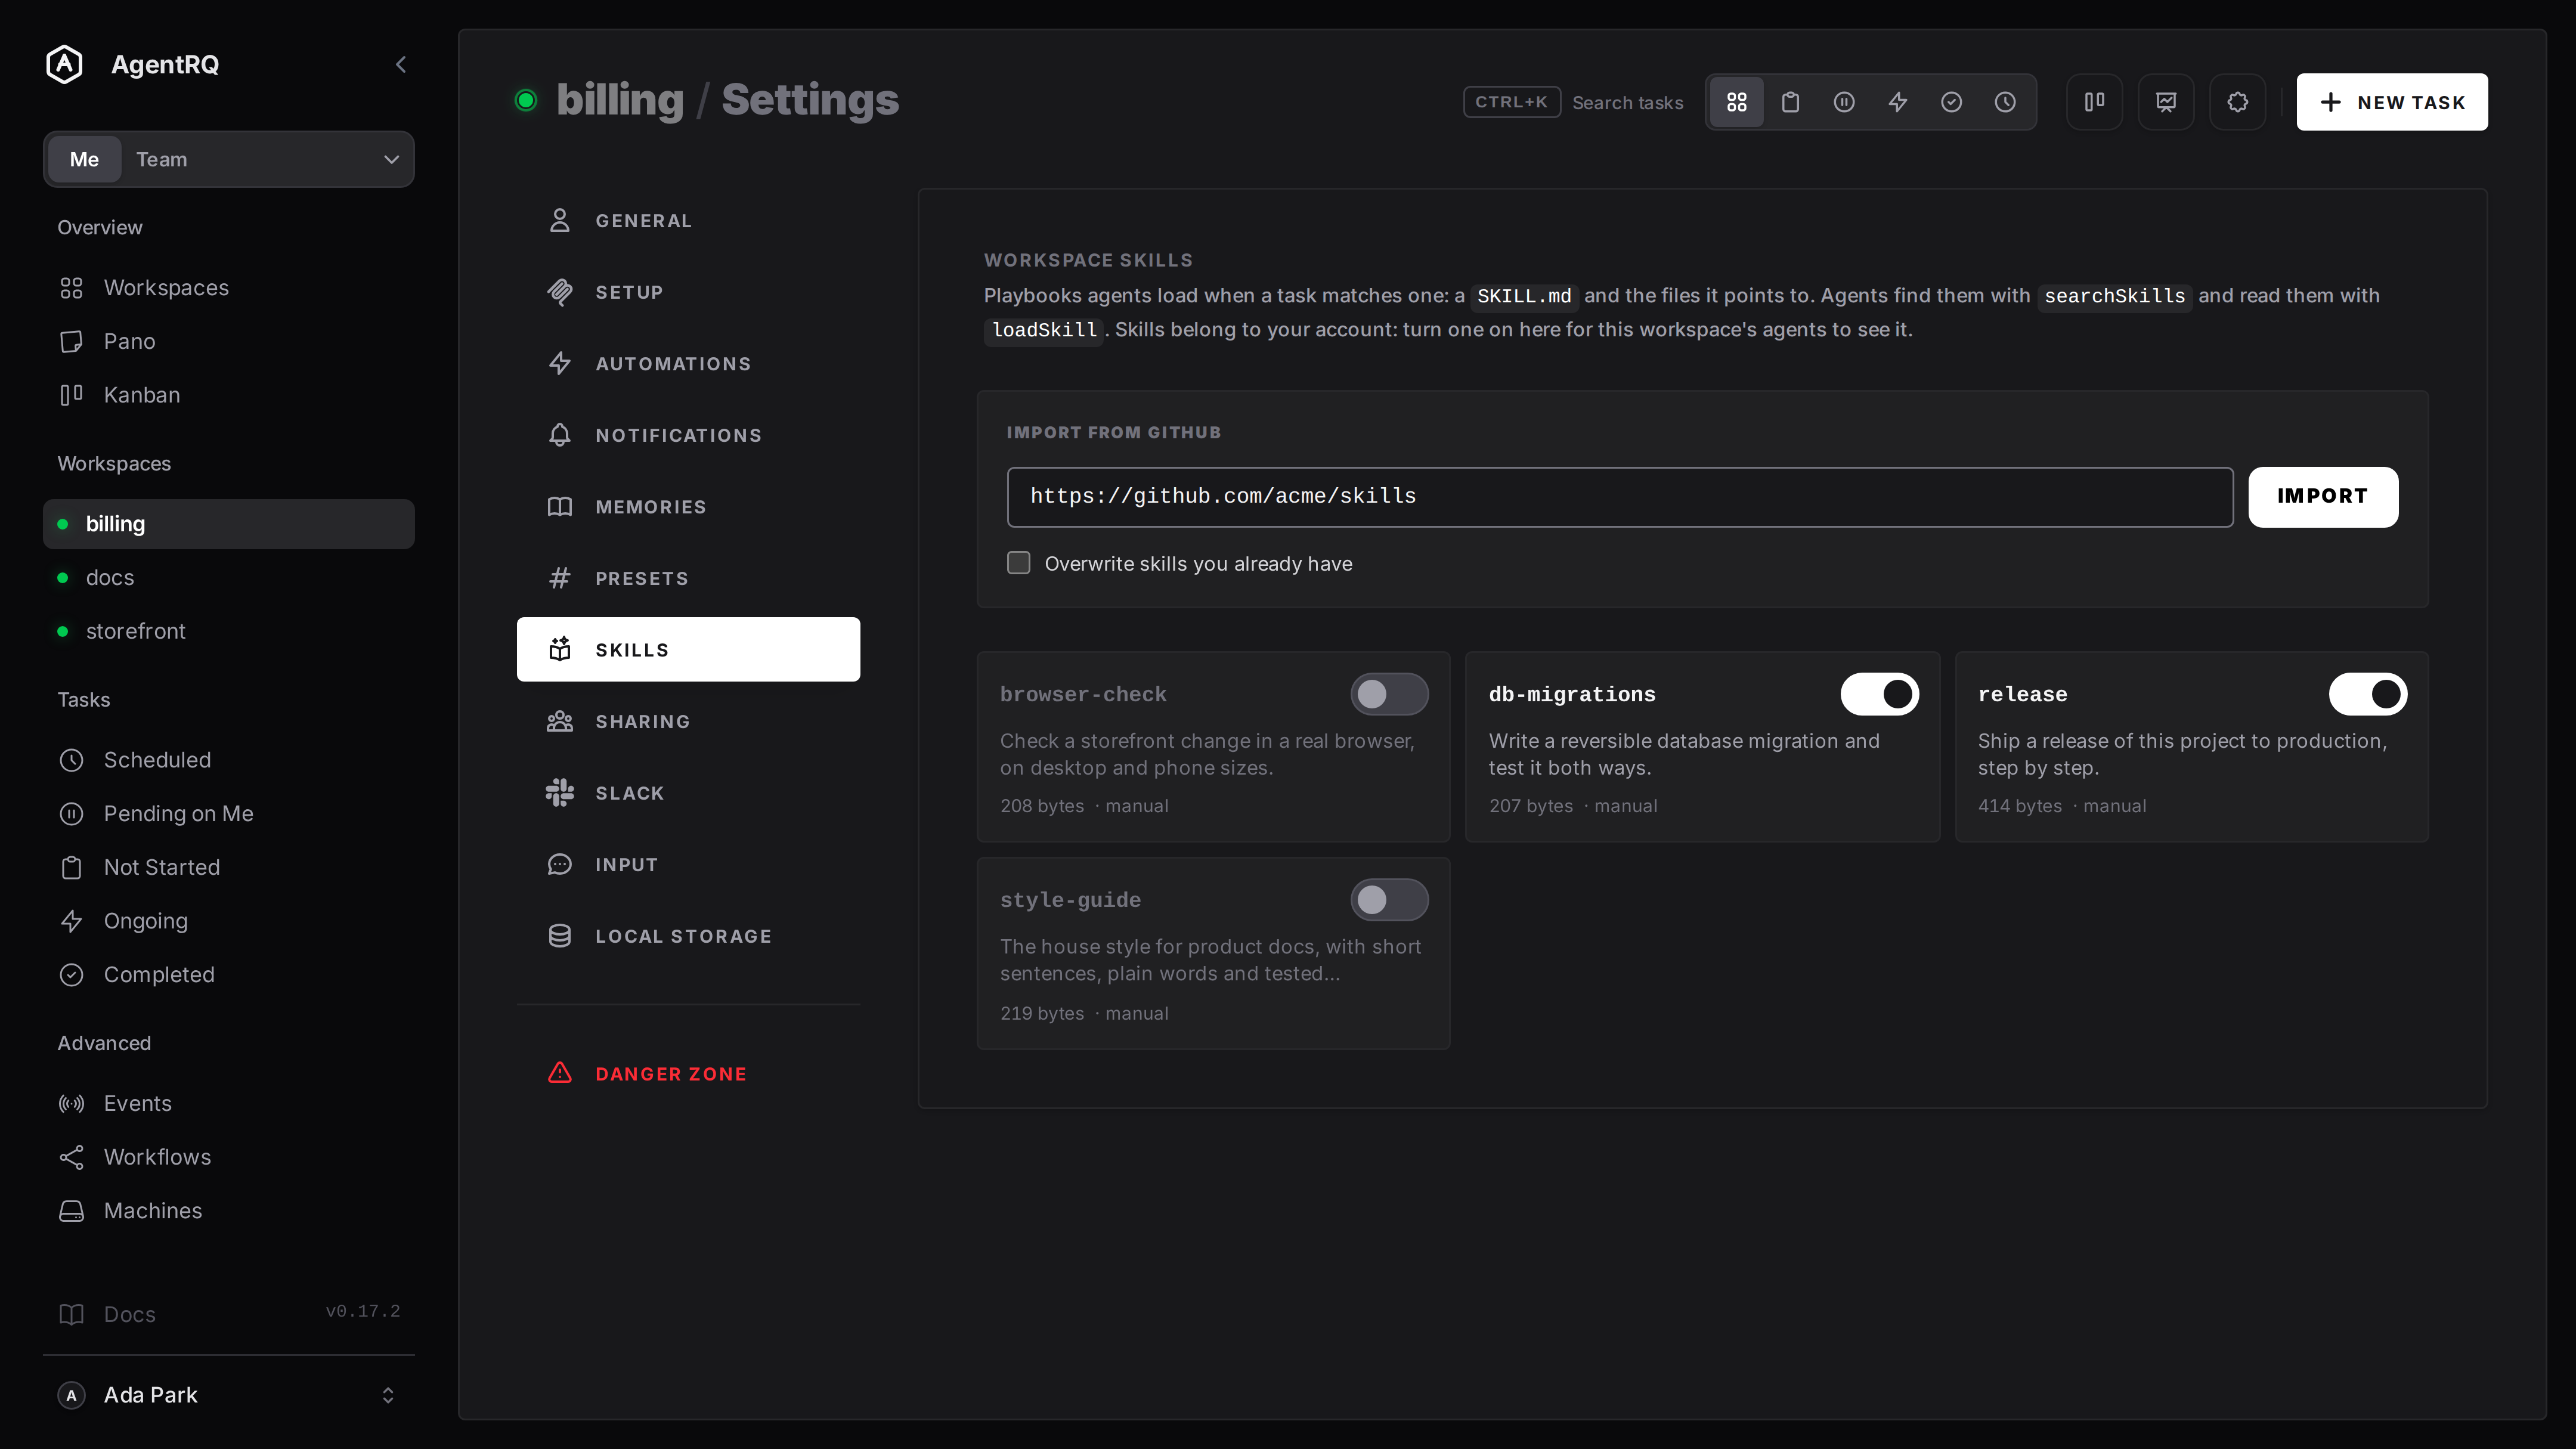 AgentRQ
Me Team
Overview
Workspaces
Pano
Kanban
Workspaces
billing
docs
storefront
Tasks
Scheduled
Pending on Me
Not Started
Ongoing
Completed
Advanced
Events
Workflows
Machines
Docs v0.17.2
A Ada Park
billing / Settings
CTRL+K Search tasks
NEW TASK
GENERAL
SETUP
AUTOMATIONS
NOTIFICATIONS
MEMORIES
PRESETS
SKILLS
SHARING
SLACK
INPUT
LOCAL STORAGE
DANGER ZONE
WORKSPACE SKILLS
Playbooks agents load when a task matches one: a SKILL.md and the files it points to. Agents find them with searchSkills and read them with
loadSkill. Skills belong to your account: turn one on here for this workspace's agents to see it.
IMPORT FROM GITHUB
https://github.com/acme/skills IMPORT
Overwrite skills you already have
browser-check
Check a storefront change in a real browser,
on desktop and phone sizes.
208 bytes · manual
db-migrations
Write a reversible database migration and
test it both ways.
207 bytes · manual
release
Ship a release of this project to production,
step by step.
414 bytes · manual
style-guide
The house style for product docs, with short
sentences, plain words and tested...
219 bytes · manual